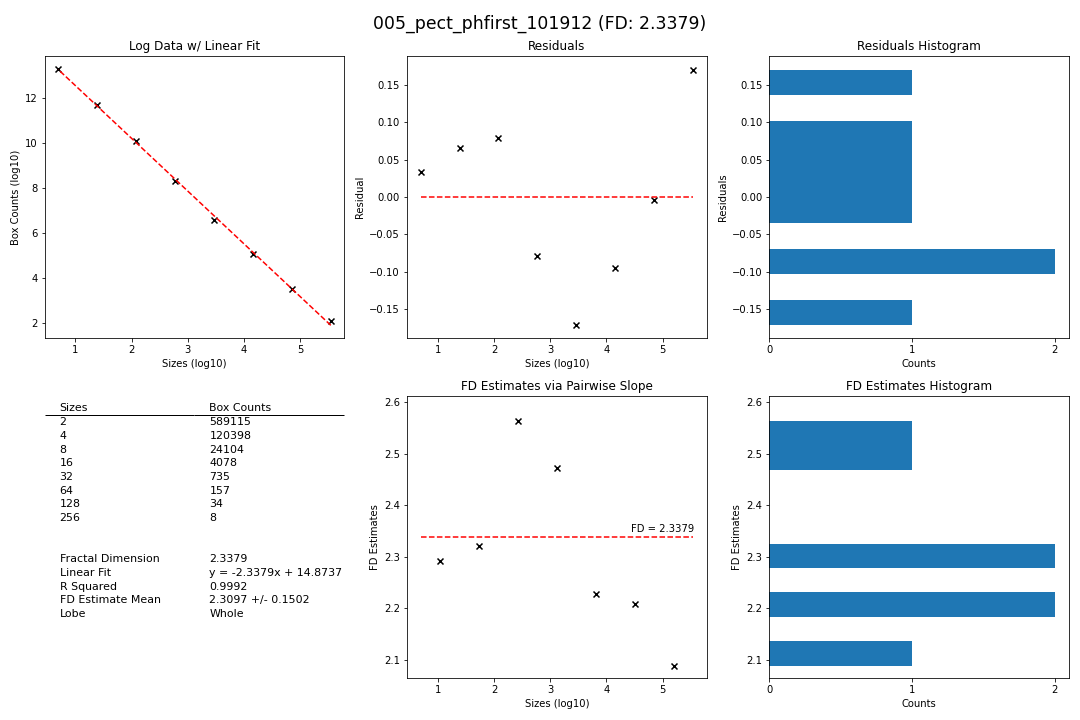 005_pect_phfirst_101912 (FD: 2.3379)
Log Data w/ Linear Fit
Box Counts (log10)
12
10
8
6
4
2
1 2 3 4 5
Sizes (log10)
Residuals
Residual
0.15
0.10
0.05
0.00
−0.05
−0.10
−0.15
1 2 3 4 5
Sizes (log10)
Residuals Histogram
Residuals
0.15
0.10
0.05
0.00
−0.05
−0.10
−0.15
0 1 2
Counts
Sizes Box Counts
2 589115
4 120398
8 24104
16 4078
32 735
64 157
128 34
256 8
Fractal Dimension 2.3379
Linear Fit y = -2.3379x + 14.8737
R Squared 0.9992
FD Estimate Mean 2.3097 +/- 0.1502
Lobe Whole
FD Estimates via Pairwise Slope
FD Estimates
2.6
2.5
2.4
2.3
2.2
2.1
FD = 2.3379
1 2 3 4 5
Sizes (log10)
FD Estimates Histogram
FD Estimates
2.6
2.5
2.4
2.3
2.2
2.1
0 1 2
Counts